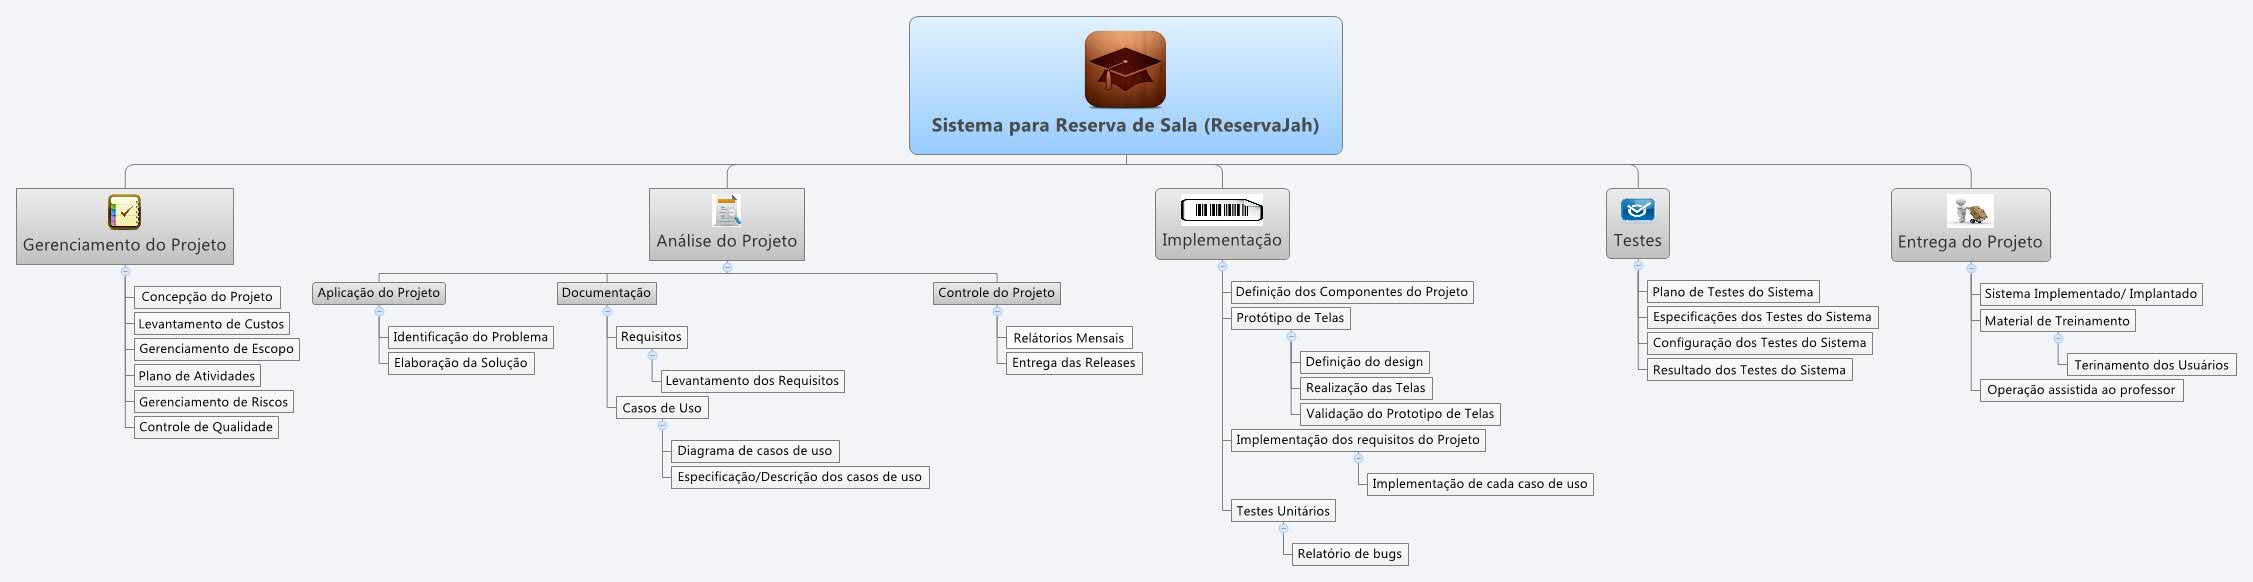 Sistema para Reserva de Sala (ReservaJah)
Gerenciamento do Projeto
Concepção do Projeto
Levantamento de Custos
Gerenciamento de Escopo
Plano de Atividades
Gerenciamento de Riscos
Controle de Qualidade
Análise do Projeto
Aplicação do Projeto
Identificação do Problema
Elaboração da Solução
Documentação
Requisitos
Levantamento dos Requisitos
Casos de Uso
Diagrama de casos de uso
Especificação/Descrição dos casos de uso
Controle do Projeto
Relátorios Mensais
Entrega das Releases
Implementação
Definição dos Componentes do Projeto
Protótipo de Telas
Definição do design
Realização das Telas
Validação do Prototipo de Telas
Implementação dos requisitos do Projeto
Implementação de cada caso de uso
Testes Unitários
Relatório de bugs
Testes
Plano de Testes do Sistema
Especificações dos Testes do Sistema
Configuração dos Testes do Sistema
Resultado dos Testes do Sistema
Entrega do Projeto
Sistema Implementado/ Implantado
Material de Treinamento
Terinamento dos Usuários
Operação assistida ao professor